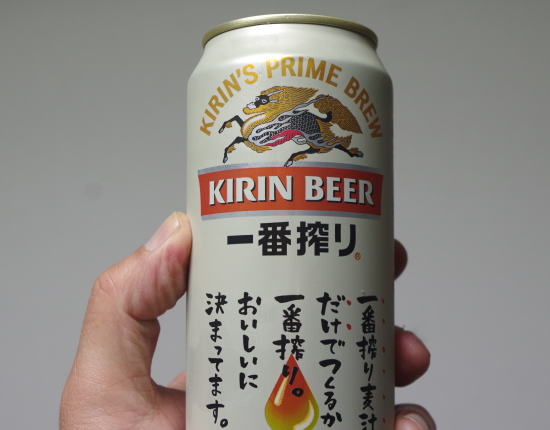 KIRIN'S PRIME BREW
KIRIN BEER
一番搾り
一番搾り麦汁
だけでつくるか
一番搾り。
おいしいに
決まってます。